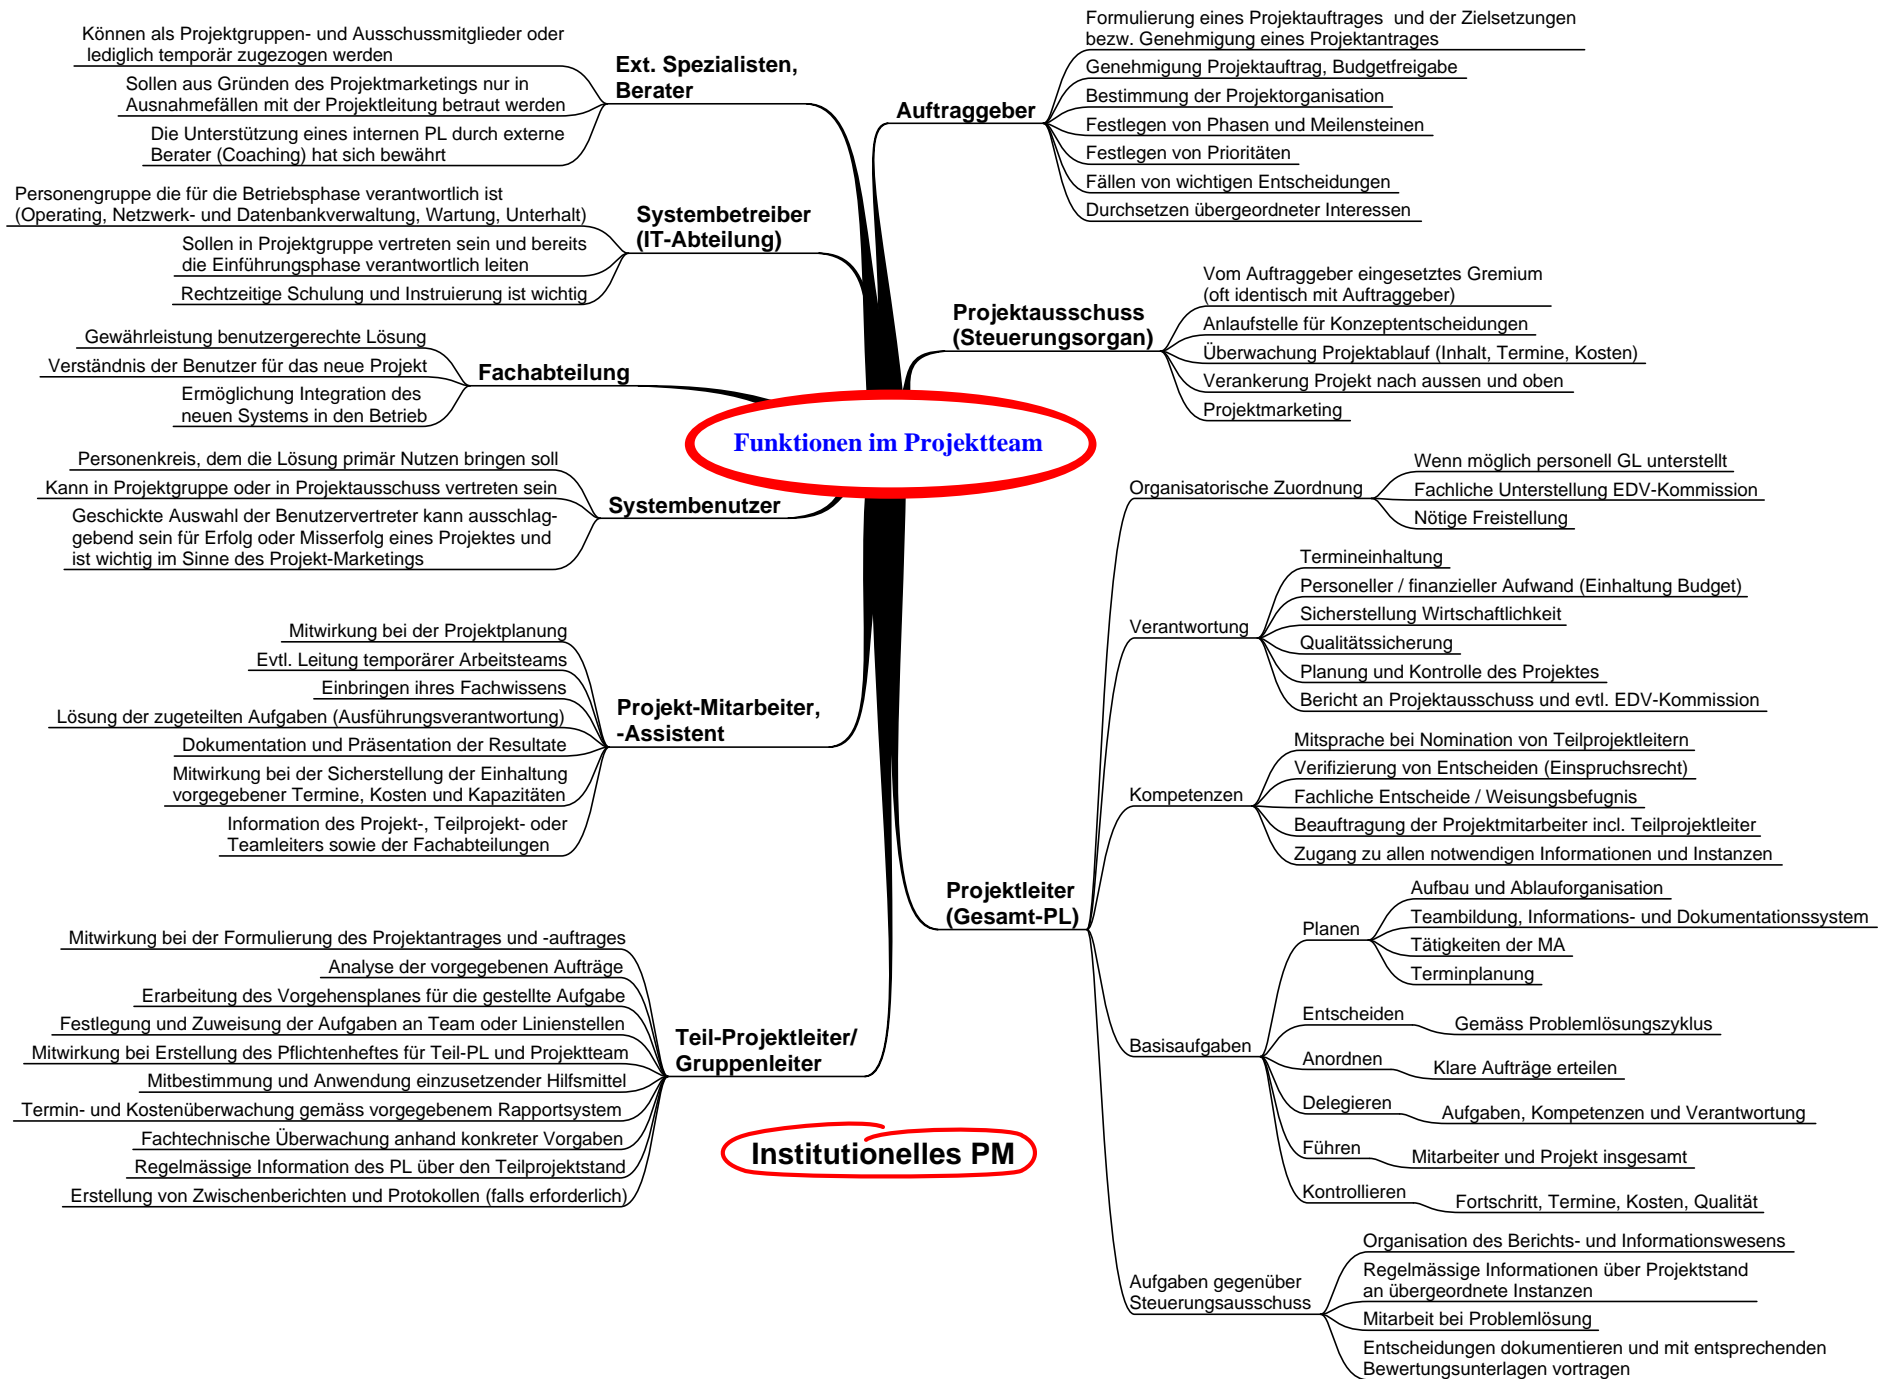 Funktionen im Projektteam
Auftraggeber
Formulierung eines Projektauftrages und der Zielsetzungen
bezw. Genehmigung eines Projektantrages
Genehmigung Projektauftrag, Budgetfreigabe
Bestimmung der Projektorganisation
Festlegen von Phasen und Meilensteinen
Festlegen von Prioritäten
Fällen von wichtigen Entscheidungen
Durchsetzen übergeordneter Interessen
Projektausschuss
(Steuerungsorgan)
Vom Auftraggeber eingesetztes Gremium
(oft identisch mit Auftraggeber)
Anlaufstelle für Konzeptentscheidungen
Überwachung Projektablauf (Inhalt, Termine, Kosten)
Verankerung Projekt nach aussen und oben
Projektmarketing
Projektleiter
(Gesamt-PL)
Organisatorische Zuordnung
Wenn möglich personell GL unterstellt
Fachliche Unterstellung EDV-Kommission
Nötige Freistellung
Verantwortung
Termineinhaltung
Personeller / finanzieller Aufwand (Einhaltung Budget)
Sicherstellung Wirtschaftlichkeit
Qualitätssicherung
Planung und Kontrolle des Projektes
Bericht an Projektausschuss und evtl. EDV-Kommission
Kompetenzen
Mitsprache bei Nomination von Teilprojektleitern
Verifizierung von Entscheiden (Einspruchsrecht)
Fachliche Entscheide / Weisungsbefugnis
Beauftragung der Projektmitarbeiter incl. Teilprojektleiter
Zugang zu allen notwendigen Informationen und Instanzen
Basisaufgaben
Planen
Aufbau und Ablauforganisation
Teambildung, Informations- und Dokumentationssystem
Tätigkeiten der MA
Terminplanung
Entscheiden
Gemäss Problemlösungszyklus
Anordnen
Klare Aufträge erteilen
Delegieren
Aufgaben, Kompetenzen und Verantwortung
Führen
Mitarbeiter und Projekt insgesamt
Kontrollieren
Fortschritt, Termine, Kosten, Qualität
Aufgaben gegenüber
Steuerungsausschuss
Organisation des Berichts- und Informationswesens
Regelmässige Informationen über Projektstand
an übergeordnete Instanzen
Mitarbeit bei Problemlösung
Entscheidungen dokumentieren und mit entsprechenden
Bewertungsunterlagen vortragen
Ext. Spezialisten,
Berater
Können als Projektgruppen- und Ausschussmitglieder oder
lediglich temporär zugezogen werden
Sollen aus Gründen des Projektmarketings nur in
Ausnahmefällen mit der Projektleitung betraut werden
Die Unterstützung eines internen PL durch externe
Berater (Coaching) hat sich bewährt
Systembetreiber
(IT-Abteilung)
Personengruppe die für die Betriebsphase verantwortlich ist
(Operating, Netzwerk- und Datenbankverwaltung, Wartung, Unterhalt)
Sollen in Projektgruppe vertreten sein und bereits
die Einführungsphase verantwortlich leiten
Rechtzeitige Schulung und Instruierung ist wichtig
Fachabteilung
Gewährleistung benutzergerechte Lösung
Verständnis der Benutzer für das neue Projekt
Ermöglichung Integration des
neuen Systems in den Betrieb
Systembenutzer
Personenkreis, dem die Lösung primär Nutzen bringen soll
Kann in Projektgruppe oder in Projektausschuss vertreten sein
Geschickte Auswahl der Benutzervertreter kann ausschlag-
gebend sein für Erfolg oder Misserfolg eines Projektes und
ist wichtig im Sinne des Projekt-Marketings
Projekt-Mitarbeiter,
-Assistent
Mitwirkung bei der Projektplanung
Evtl. Leitung temporärer Arbeitsteams
Einbringen ihres Fachwissens
Lösung der zugeteilten Aufgaben (Ausführungsverantwortung)
Dokumentation und Präsentation der Resultate
Mitwirkung bei der Sicherstellung der Einhaltung
vorgegebener Termine, Kosten und Kapazitäten
Information des Projekt-, Teilprojekt- oder
Teamleiters sowie der Fachabteilungen
Teil-Projektleiter/
Gruppenleiter
Mitwirkung bei der Formulierung des Projektantrages und -auftrages
Analyse der vorgegebenen Aufträge
Erarbeitung des Vorgehensplanes für die gestellte Aufgabe
Festlegung und Zuweisung der Aufgaben an Team oder Linienstellen
Mitwirkung bei Erstellung des Pflichtenheftes für Teil-PL und Projektteam
Mitbestimmung und Anwendung einzusetzender Hilfsmittel
Termin- und Kostenüberwachung gemäss vorgegebenem Rapportsystem
Fachtechnische Überwachung anhand konkreter Vorgaben
Regelmässige Information des PL über den Teilprojektstand
Erstellung von Zwischenberichten und Protokollen (falls erforderlich)
Institutionelles PM